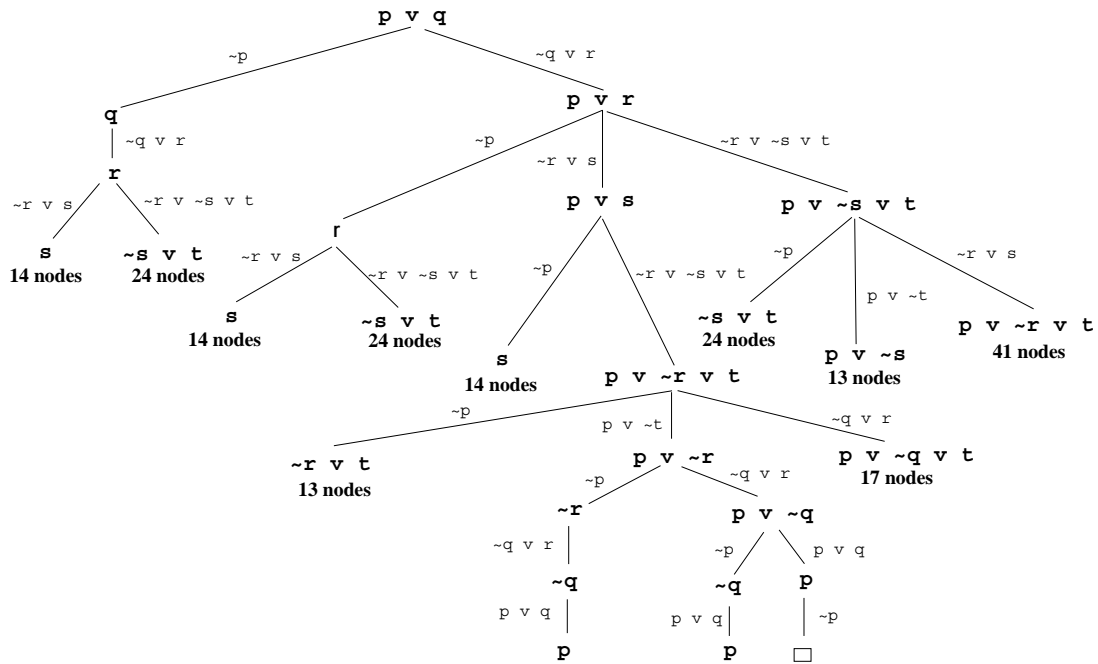 p v q
~p ~q v r
q p v r
~q v r ~p ~r v s ~r v ~s v t
r p v s p v ~s v t
~r v s ~r v ~s v t r
s ~s v t ~r v s ~p ~p ~r v s
14 nodes 24 nodes ~r v ~s v t ~r v ~s v t p v ~t
s ~s v t ~s v t p v ~r v t
14 nodes 24 nodes 24 nodes 41 nodes
s p v ~s
14 nodes p v ~r v t 13 nodes
~p p v ~t ~q v r
~r v t p v ~r p v ~q v t
13 nodes ~p ~q v r 17 nodes
~r p v ~q
~q v r ~p p v q
~q ~q p
p v q p v q ~p
p p